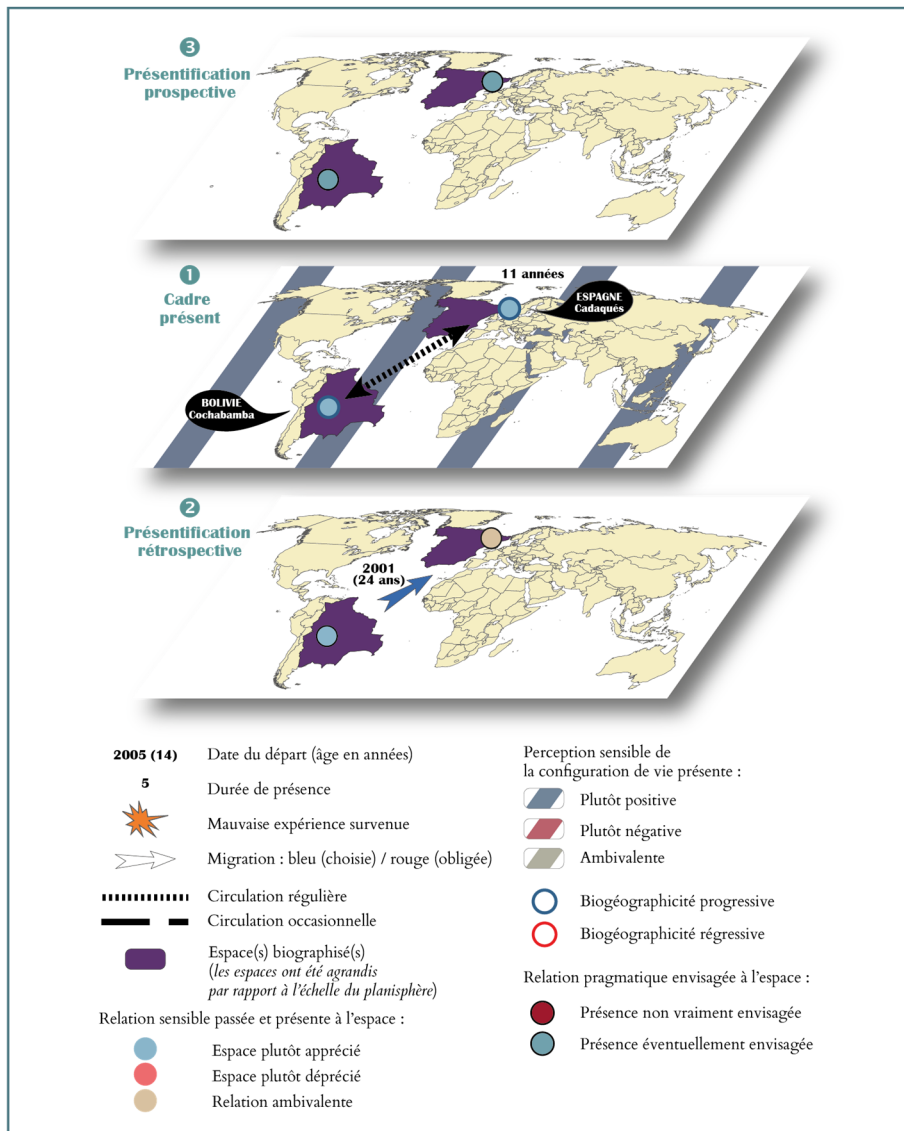 ❸
Présentification
prospective
❶
Cadre
présent
11 années
ESPAGNE
Cadaqués
BOLIVIE
Cochabamba
❷
Présentification
rétrospective
2001
(24 ans)
2005 (14)
Date du départ (âge en années)
5
Durée de présence
Mauvaise expérience survenue
Migration : bleu (choisie) / rouge (obligée)
Circulation régulière
Circulation occasionnelle
Espace(s) biographisé(s)
(les espaces ont été agrandis
par rapport à l'échelle du planisphère)
Relation sensible passée et présente à l'espace :
Espace plutôt apprécié
Espace plutôt déprécié
Relation ambivalente
Perception sensible de
la configuration de vie présente :
Plutôt positive
Plutôt négative
Ambivalente
Biogéographicité progressive
Biogéographicité régressive
Relation pragmatique envisagée à l'espace :
Présence non vraiment envisagée
Présence éventuellement envisagée